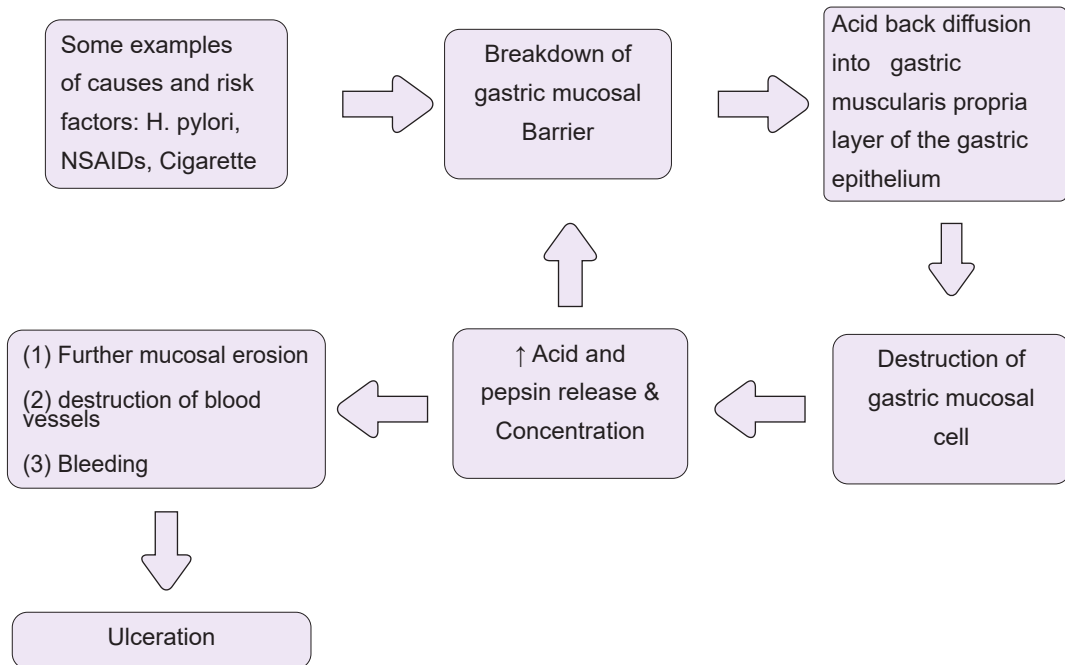 Some examples
of causes and risk
factors: H. pylori,
NSAIDs, Cigarette
Breakdown of
gastric mucosal
Barrier
Acid back diffusion
into gastric
muscularis propria
layer of the gastric
epithelium
Destruction of
gastric mucosal
cell
↑ Acid and
pepsin release &
Concentration
(1) Further mucosal erosion
(2) destruction of blood
vessels
(3) Bleeding
Ulceration